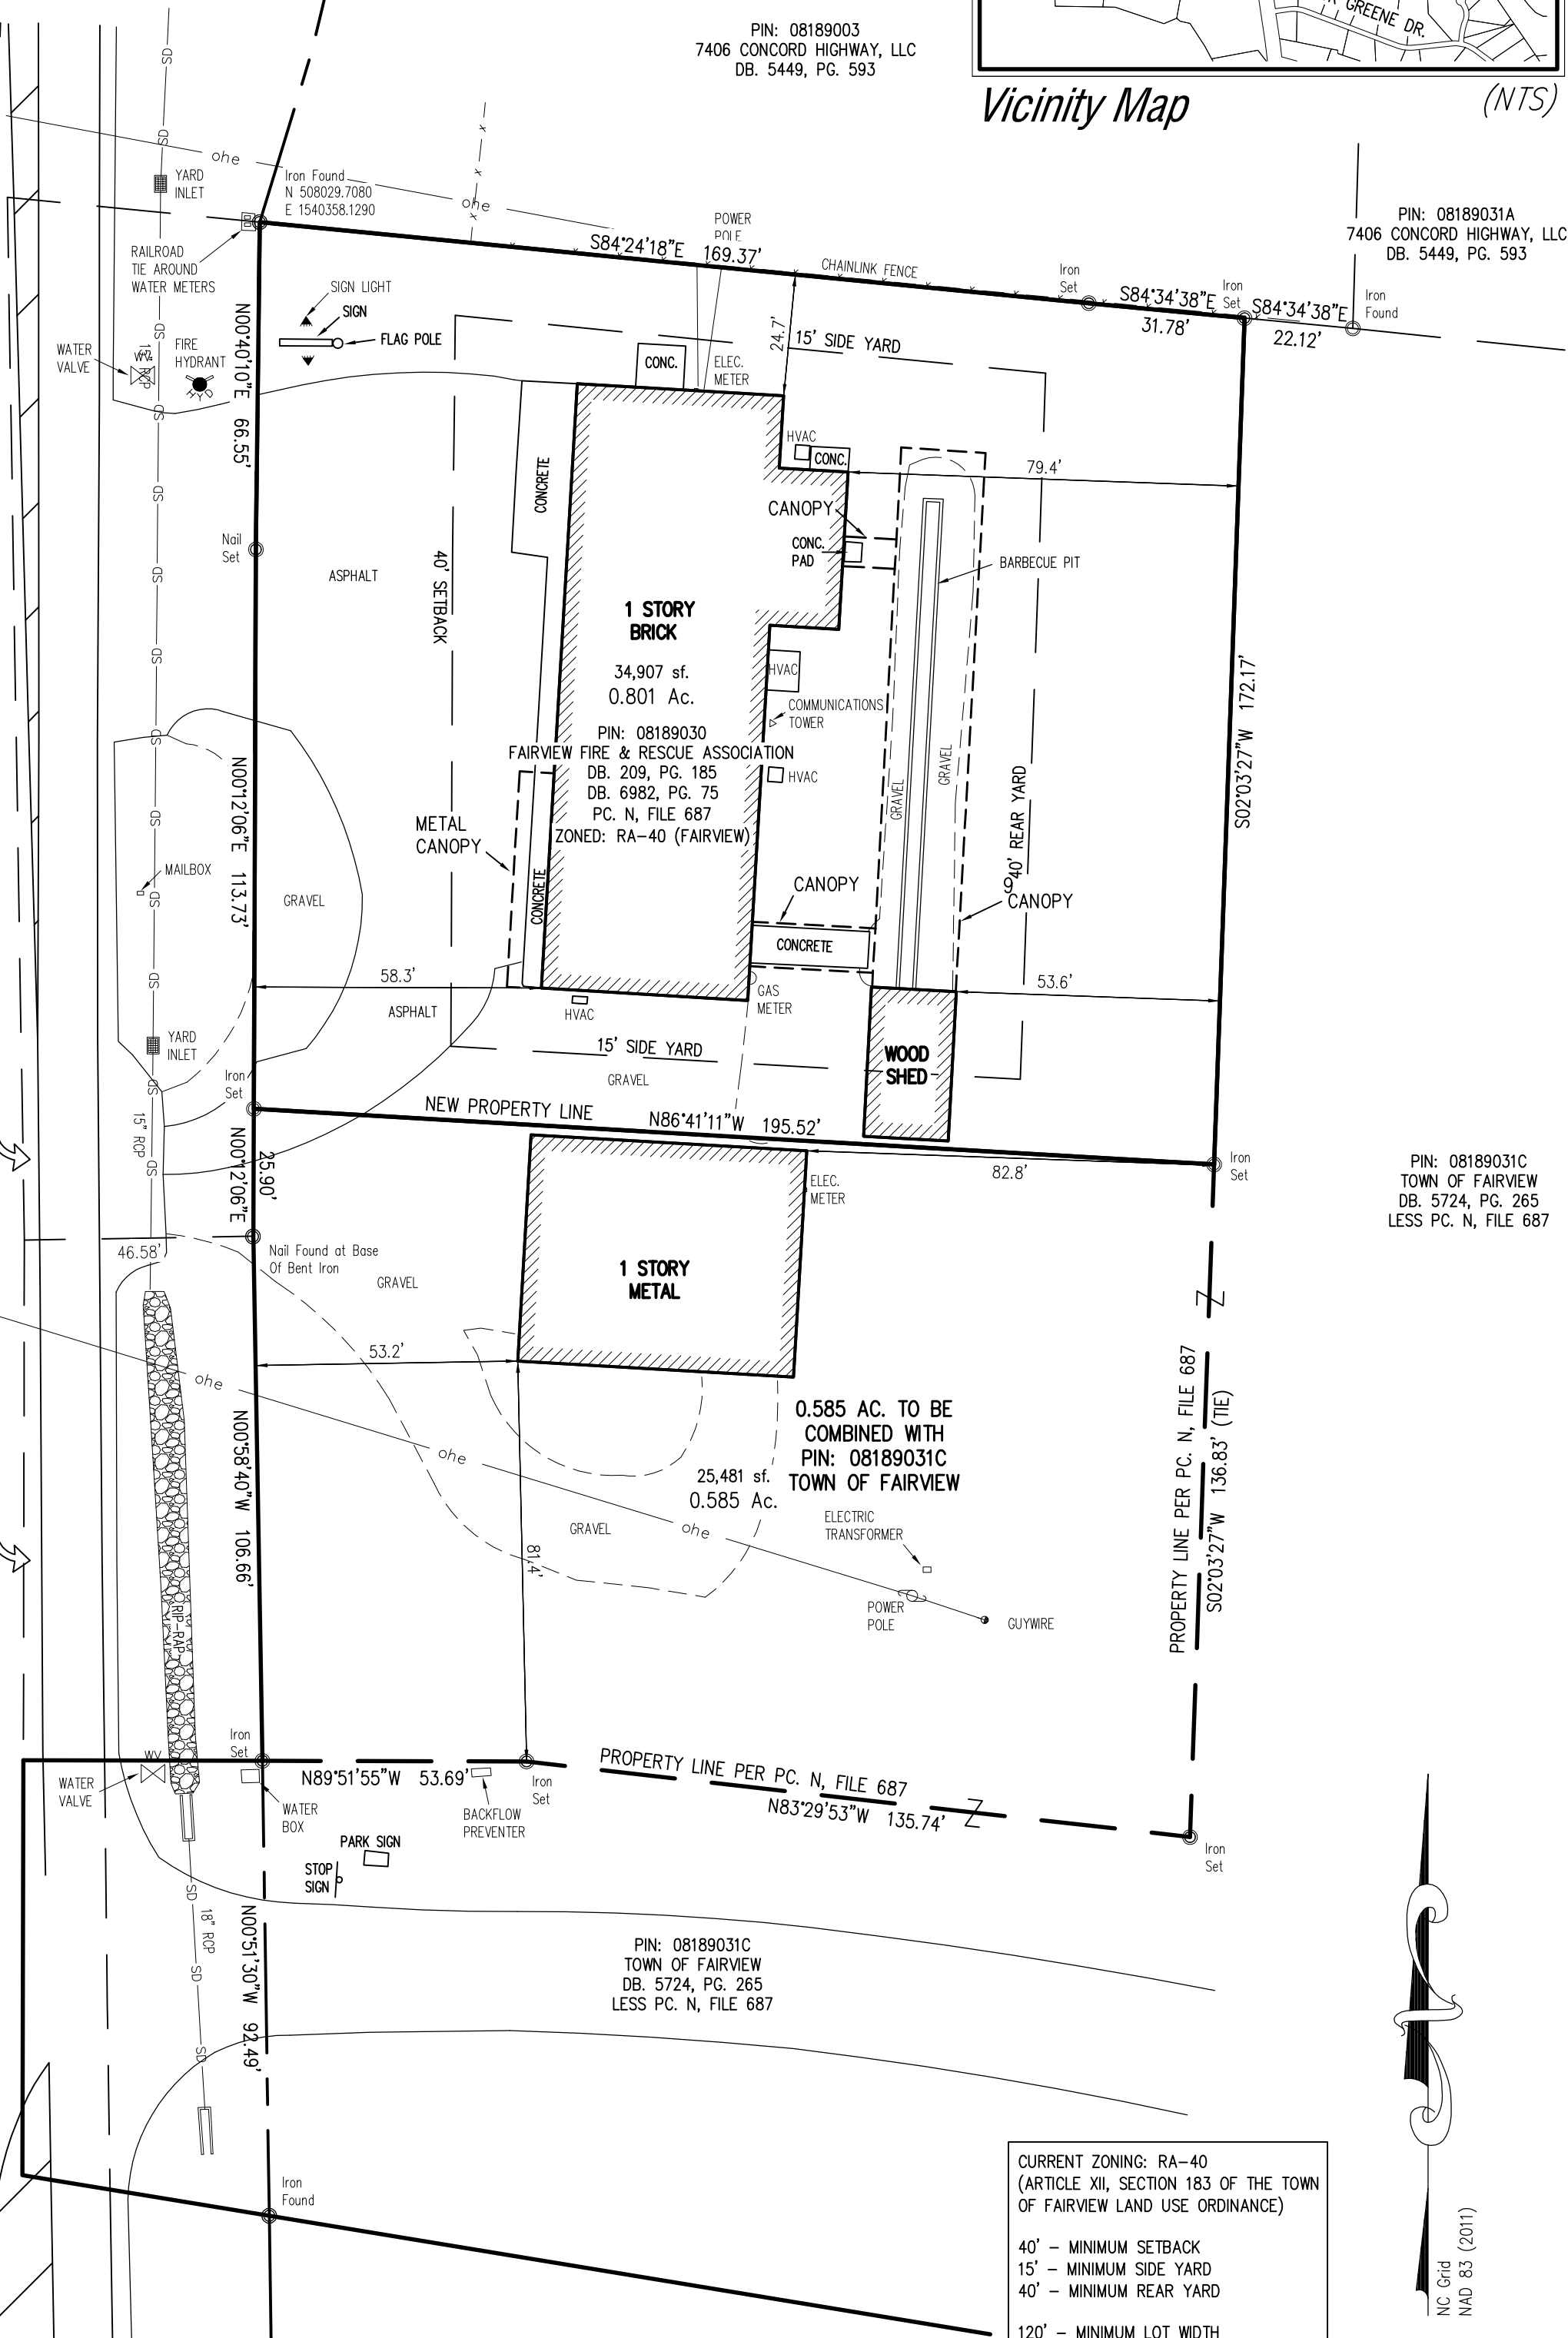 PIN: 08189003
7406 CONCORD HIGHWAY, LLC
DB. 5449, PG. 593
GREENE DR.
Vicinity Map
(NTS)
SD
ohe
YARD
INLET
Iron Found
N 508029.7080
E 1540358.1290
ohe
POWER
POLE
PIN: 08189031A
7406 CONCORD HIGHWAY, LLC
DB. 5449, PG. 593
RAILROAD
TIE AROUND
WATER METERS
S84°24'18"E 169.37'
CHAINLINK FENCE
Iron
Set
S84°34'38"E
31.78'
Iron
Set
S84°34'38"E
22.12'
Iron
Found
SIGN LIGHT
SIGN
FLAG POLE
WATER
VALVE
WV
FIRE
HYDRANT
HYD
N00°40'10"E 66.55'
24.7'
15' SIDE YARD
CONC.
ELEC.
METER
HVAC
CONC.
79.4'
CONCRETE
CANOPY
CONC.
PAD
BARBECUE PIT
Nail
Set
ASPHALT
40' SETBACK
1 STORY
BRICK
34,907 sf.
0.801 Ac.
PIN: 08189030
FAIRVIEW FIRE & RESCUE ASSOCIATION
DB. 209, PG. 185
DB. 6982, PG. 75
PC. N, FILE 687
ZONED: RA-40 (FAIRVIEW)
HVAC
COMMUNICATIONS
TOWER
HVAC
GRAVEL
GRAVEL
40' REAR YARD
9
S02°03'27"W 172.17'
N00°12'06"E 113.73'
METAL
CANOPY
MAILBOX
GRAVEL
CONCRETE
CANOPY
CANOPY
CONCRETE
58.3'
53.6'
ASPHALT
HVAC
GAS
METER
YARD
INLET
15' SIDE YARD
WOOD
SHED
GRAVEL
Iron
Set
15" RCP
NEW PROPERTY LINE
N86°41'11"W 195.52'
N00°12'06"E
25.90'
82.8'
Iron
Set
ELEC.
METER
PIN: 08189031C
TOWN OF FAIRVIEW
DB. 5724, PG. 265
LESS PC. N, FILE 687
46.58'
Nail Found at Base
Of Bent Iron
GRAVEL
1 STORY
METAL
53.2'
ohe
0.585 AC. TO BE
COMBINED WITH
PIN: 08189031C
TOWN OF FAIRVIEW
25,481 sf.
0.585 Ac.
ohe
N00°58'40"W 106.66'
GRAVEL
ohe
81.4'
ELECTRIC
TRANSFORMER
POWER
POLE
GUYWIRE
PROPERTY LINE PER PC. N, FILE 687
S02°03'27"W 136.83' (TIE)
RIP-RAP
Iron
Set
WV
WATER
VALVE
N89°51'55"W 53.69'
WATER
BOX
BACKFLOW
PREVENTER
Iron
Set
PROPERTY LINE PER PC. N, FILE 687
N83°29'53"W 135.74'
Iron
Set
PARK SIGN
STOP
SIGN
18" RCP
N00°51'30"W 92.49'
PIN: 08189031C
TOWN OF FAIRVIEW
DB. 5724, PG. 265
LESS PC. N, FILE 687
Iron
Found
CURRENT ZONING: RA-40
(ARTICLE XII, SECTION 183 OF THE TOWN
OF FAIRVIEW LAND USE ORDINANCE)
40' - MINIMUM SETBACK
15' - MINIMUM SIDE YARD
40' - MINIMUM REAR YARD
120' - MINIMUM LOT WIDTH
NC Grid
NAD 83 (2011)